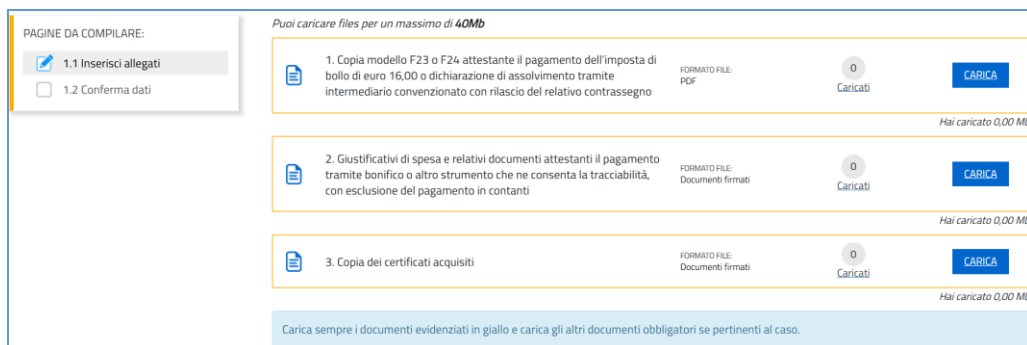 PAGINE DA COMPILARE:
1.1 Inserisci allegati
1.2 Conferma dati
Puoi caricare files per un massimo di 40Mb
1. Copia modello F23 o F24 attestante il pagamento dell'imposta di
bollo di euro 16,00 o dichiarazione di assolvimento tramite
intermediario convenzionato con rilascio del relativo contrassegno
FORMATO FILE:
PDF
0
Caricati
CARICA
Hai caricato 0,00 Mb
2. Giustificativi di spesa e relativi documenti attestanti il pagamento
tramite bonifico o altro strumento che ne consenta la tracciabilità,
con esclusione del pagamento in contanti
FORMATO FILE:
Documenti firmati
0
Caricati
CARICA
Hai caricato 0,00 Mb
3. Copia dei certificati acquisiti
FORMATO FILE:
Documenti firmati
0
Caricati
CARICA
Hai caricato 0,00 Mb
Carica sempre i documenti evidenziati in giallo e carica gli altri documenti obbligatori se pertinenti al caso.